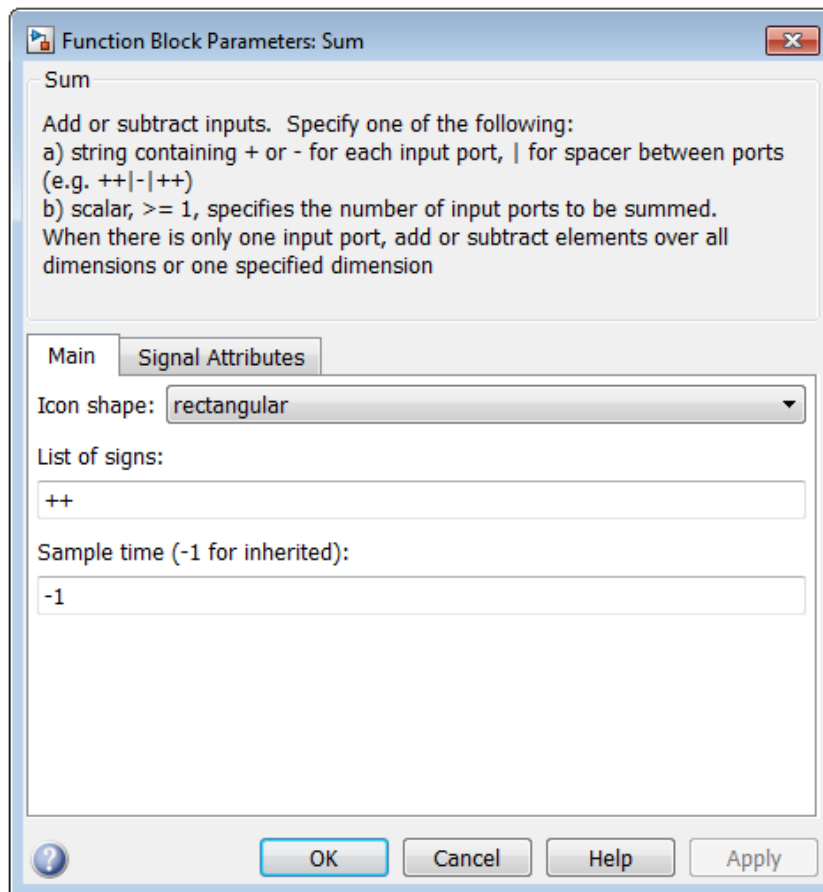 Function Block Parameters: Sum
Sum
Add or subtract inputs.  Specify one of the following:
a) string containing + or - for each input port, | for spacer between ports
(e.g. ++|-|++)
b) scalar, >= 1, specifies the number of input ports to be summed.
When there is only one input port, add or subtract elements over all
dimensions or one specified dimension
Main Signal Attributes
Icon shape: rectangular
List of signs:
++
Sample time (-1 for inherited):
-1
? OK Cancel Help Apply